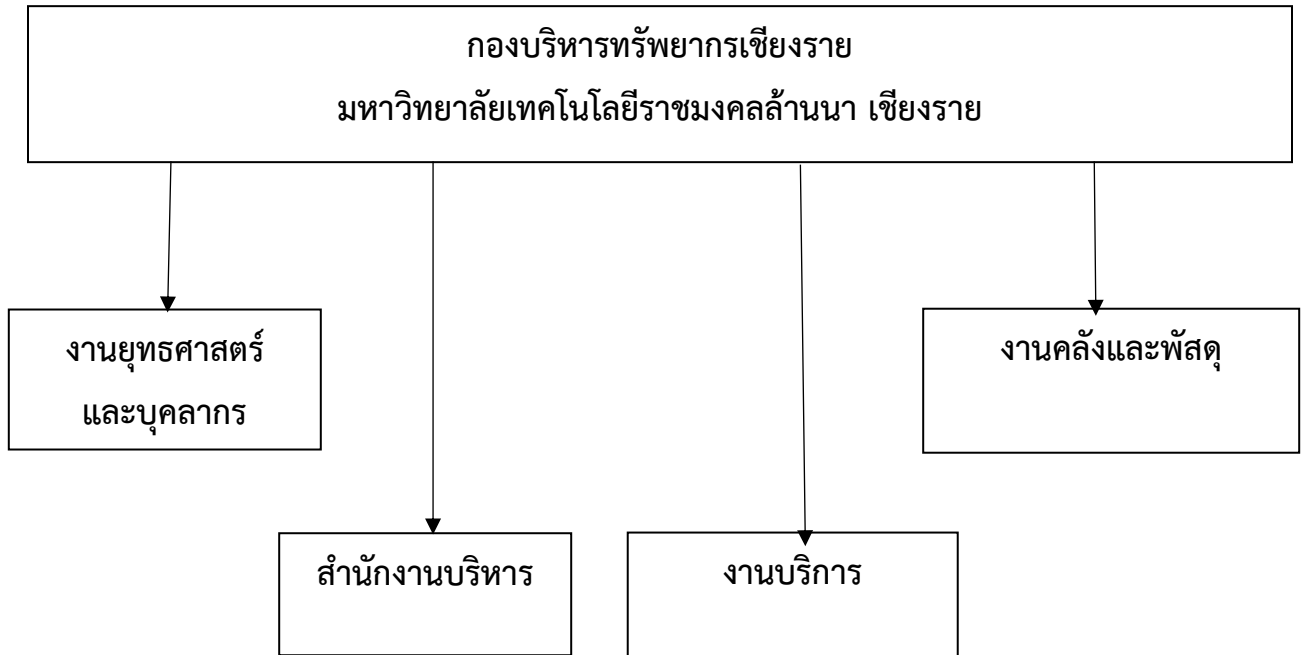 กองบริหารทรัพยากรเชียงราย
มหาวิทยาลัยเทคโนโลยีราชมงคลล้านนา เชียงราย
งานยุทธศาสตร์
และบุคลากร
งานคลังและพัสดุ
สำนักงานบริหาร
งานบริการ